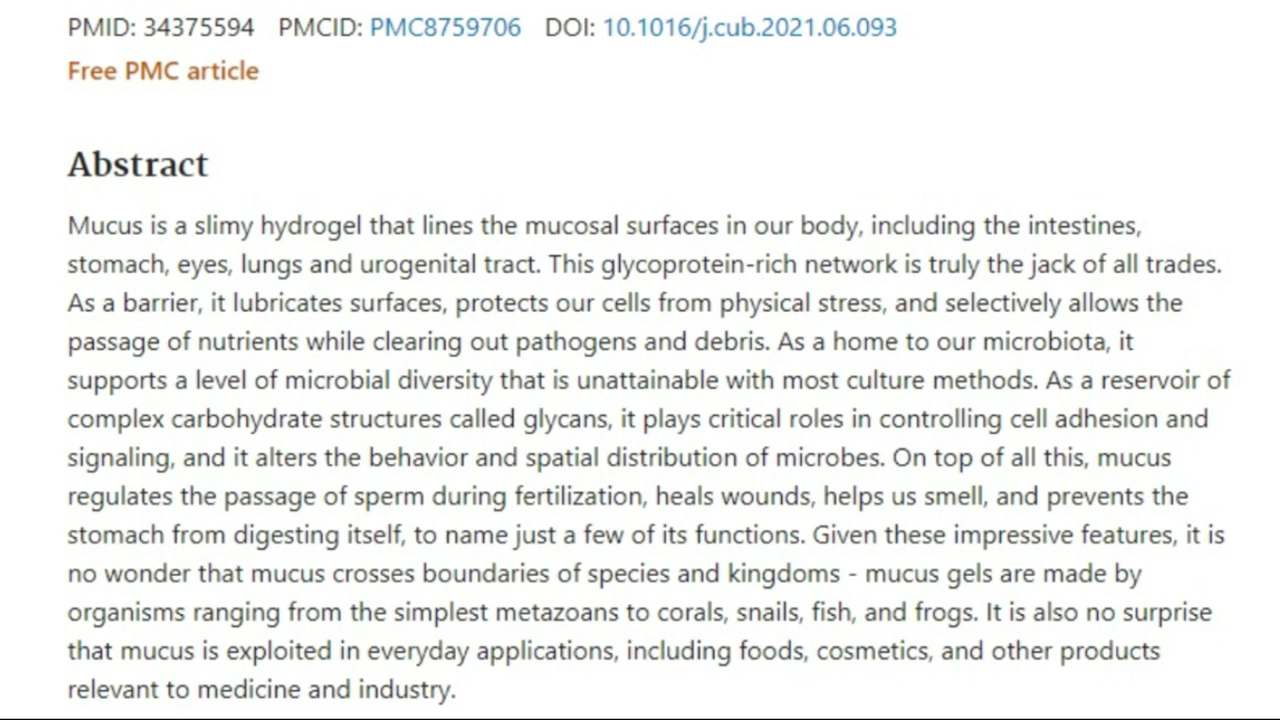 PMID: 34375594 PMCID: PMC8759706 DOI: 10.1016/j.cub.2021.06.093
Free PMC article
Abstract
Mucus is a slimy hydrogel that lines the mucosal surfaces in our body, including the intestines,
stomach, eyes, lungs and urogenital tract. This glycoprotein-rich network is truly the jack of all trades.
As a barrier, it lubricates surfaces, protects our cells from physical stress, and selectively allows the
passage of nutrients while clearing out pathogens and debris. As a home to our microbiota, it
supports a level of microbial diversity that is unattainable with most culture methods. As a reservoir of
complex carbohydrate structures called glycans, it plays critical roles in controlling cell adhesion and
signaling, and it alters the behavior and spatial distribution of microbes. On top of all this, mucus
regulates the passage of sperm during fertilization, heals wounds, helps us smell, and prevents the
stomach from digesting itself, to name just a few of its functions. Given these impressive features, it is
no wonder that mucus crosses boundaries of species and kingdoms - mucus gels are made by
organisms ranging from the simplest metazoans to corals, snails, fish, and frogs. It is also no surprise
that mucus is exploited in everyday applications, including foods, cosmetics, and other products
relevant to medicine and industry.